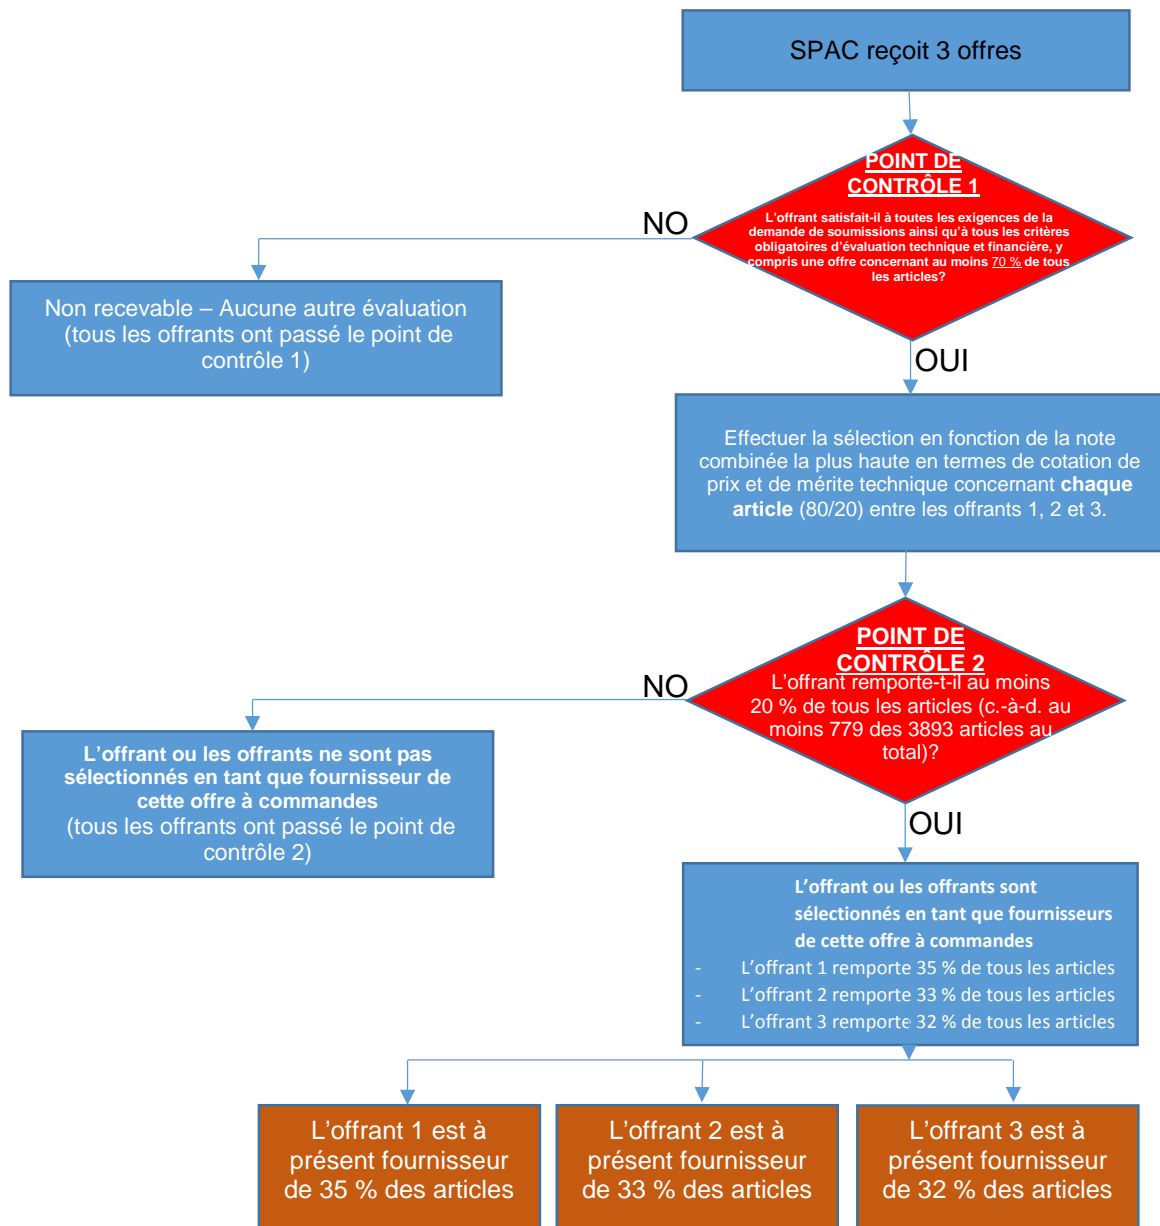 SPAC reçoit 3 offres
POINT DE
CONTRÔLE 1
L'offrant satisfait-il à toutes les exigences de la
demande de soumissions ainsi qu'à tous les critères
obligatoires d'évaluation technique et financière, y
compris une offre concernant au moins 70 % de tous
les articles?
NO
Non recevable – Aucune autre évaluation
(tous les offrants ont passé le point de
contrôle 1)
OUI
Effectuer la sélection en fonction de la note
combinée la plus haute en termes de cotation de
prix et de mérite technique concernant chaque
article (80/20) entre les offrants 1, 2 et 3.
POINT DE
CONTRÔLE 2
L'offrant remporte-t-il au moins
20 % de tous les articles (c.-à-d. au
moins 779 des 3893 articles au
total)?
NO
L'offrant ou les offrants ne sont pas
sélectionnés en tant que fournisseur de
cette offre à commandes
(tous les offrants ont passé le point de
contrôle 2)
OUI
L'offrant ou les offrants sont
sélectionnés en tant que fournisseurs
de cette offre à commandes
- L'offrant 1 remporte 35 % de tous les articles
- L'offrant 2 remporte 33 % de tous les articles
- L'offrant 3 remporte 32 % de tous les articles
L'offrant 1 est à
présent fournisseur
de 35 % des articles
L'offrant 2 est à
présent fournisseur
de 33 % des articles
L'offrant 3 est à
présent fournisseur
de 32 % des articles